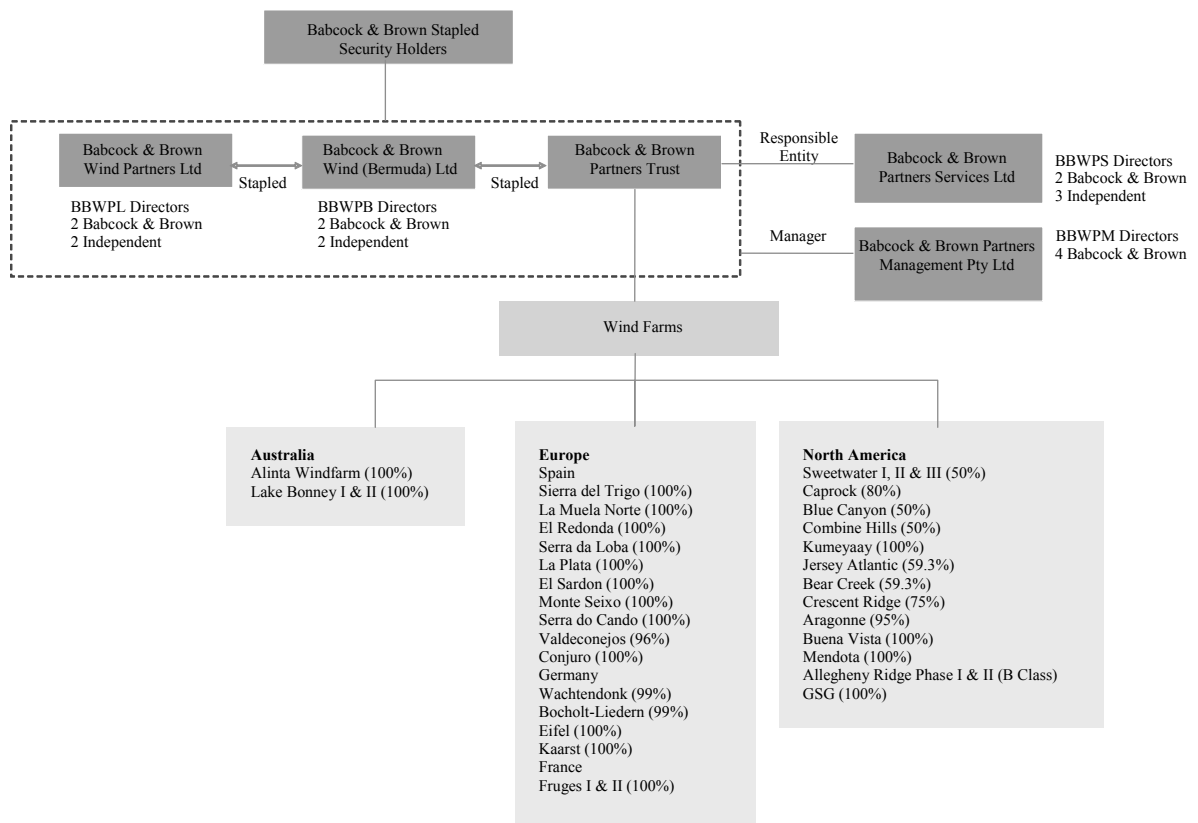 Babcock & Brown Stapled
Security Holders
Babcock & Brown
Wind Partners Ltd
Stapled
Babcock & Brown
Wind (Bermuda) Ltd
Stapled
Babcock & Brown
Partners Trust
Responsible
Entity
Babcock & Brown
Partners Services Ltd
BBWPS Directors
2 Babcock & Brown
3 Independent
BBWPL Directors
2 Babcock & Brown
2 Independent
BBWPB Directors
2 Babcock & Brown
2 Independent
Manager
Babcock & Brown Partners
Management Pty Ltd
BBWPM Directors
4 Babcock & Brown
Wind Farms
Australia
Alinta Windfarm (100%)
Lake Bonney I & II (100%)
Europe
Spain
Sierra del Trigo (100%)
La Muela Norte (100%)
El Redonda (100%)
Serra da Loba (100%)
La Plata (100%)
El Sardon (100%)
Monte Seixo (100%)
Serra do Cando (100%)
Valdeconejos (96%)
Conjuro (100%)
Germany
Wachtendonk (99%)
Bocholt-Liedern (99%)
Eifel (100%)
Kaarst (100%)
France
Fruges I & II (100%)
North America
Sweetwater I, II & III (50%)
Caprock (80%)
Blue Canyon (50%)
Combine Hills (50%)
Kumeyaay (100%)
Jersey Atlantic (59.3%)
Bear Creek (59.3%)
Crescent Ridge (75%)
Aragonne (95%)
Buena Vista (100%)
Mendota (100%)
Allegheny Ridge Phase I & II (B Class)
GSG (100%)